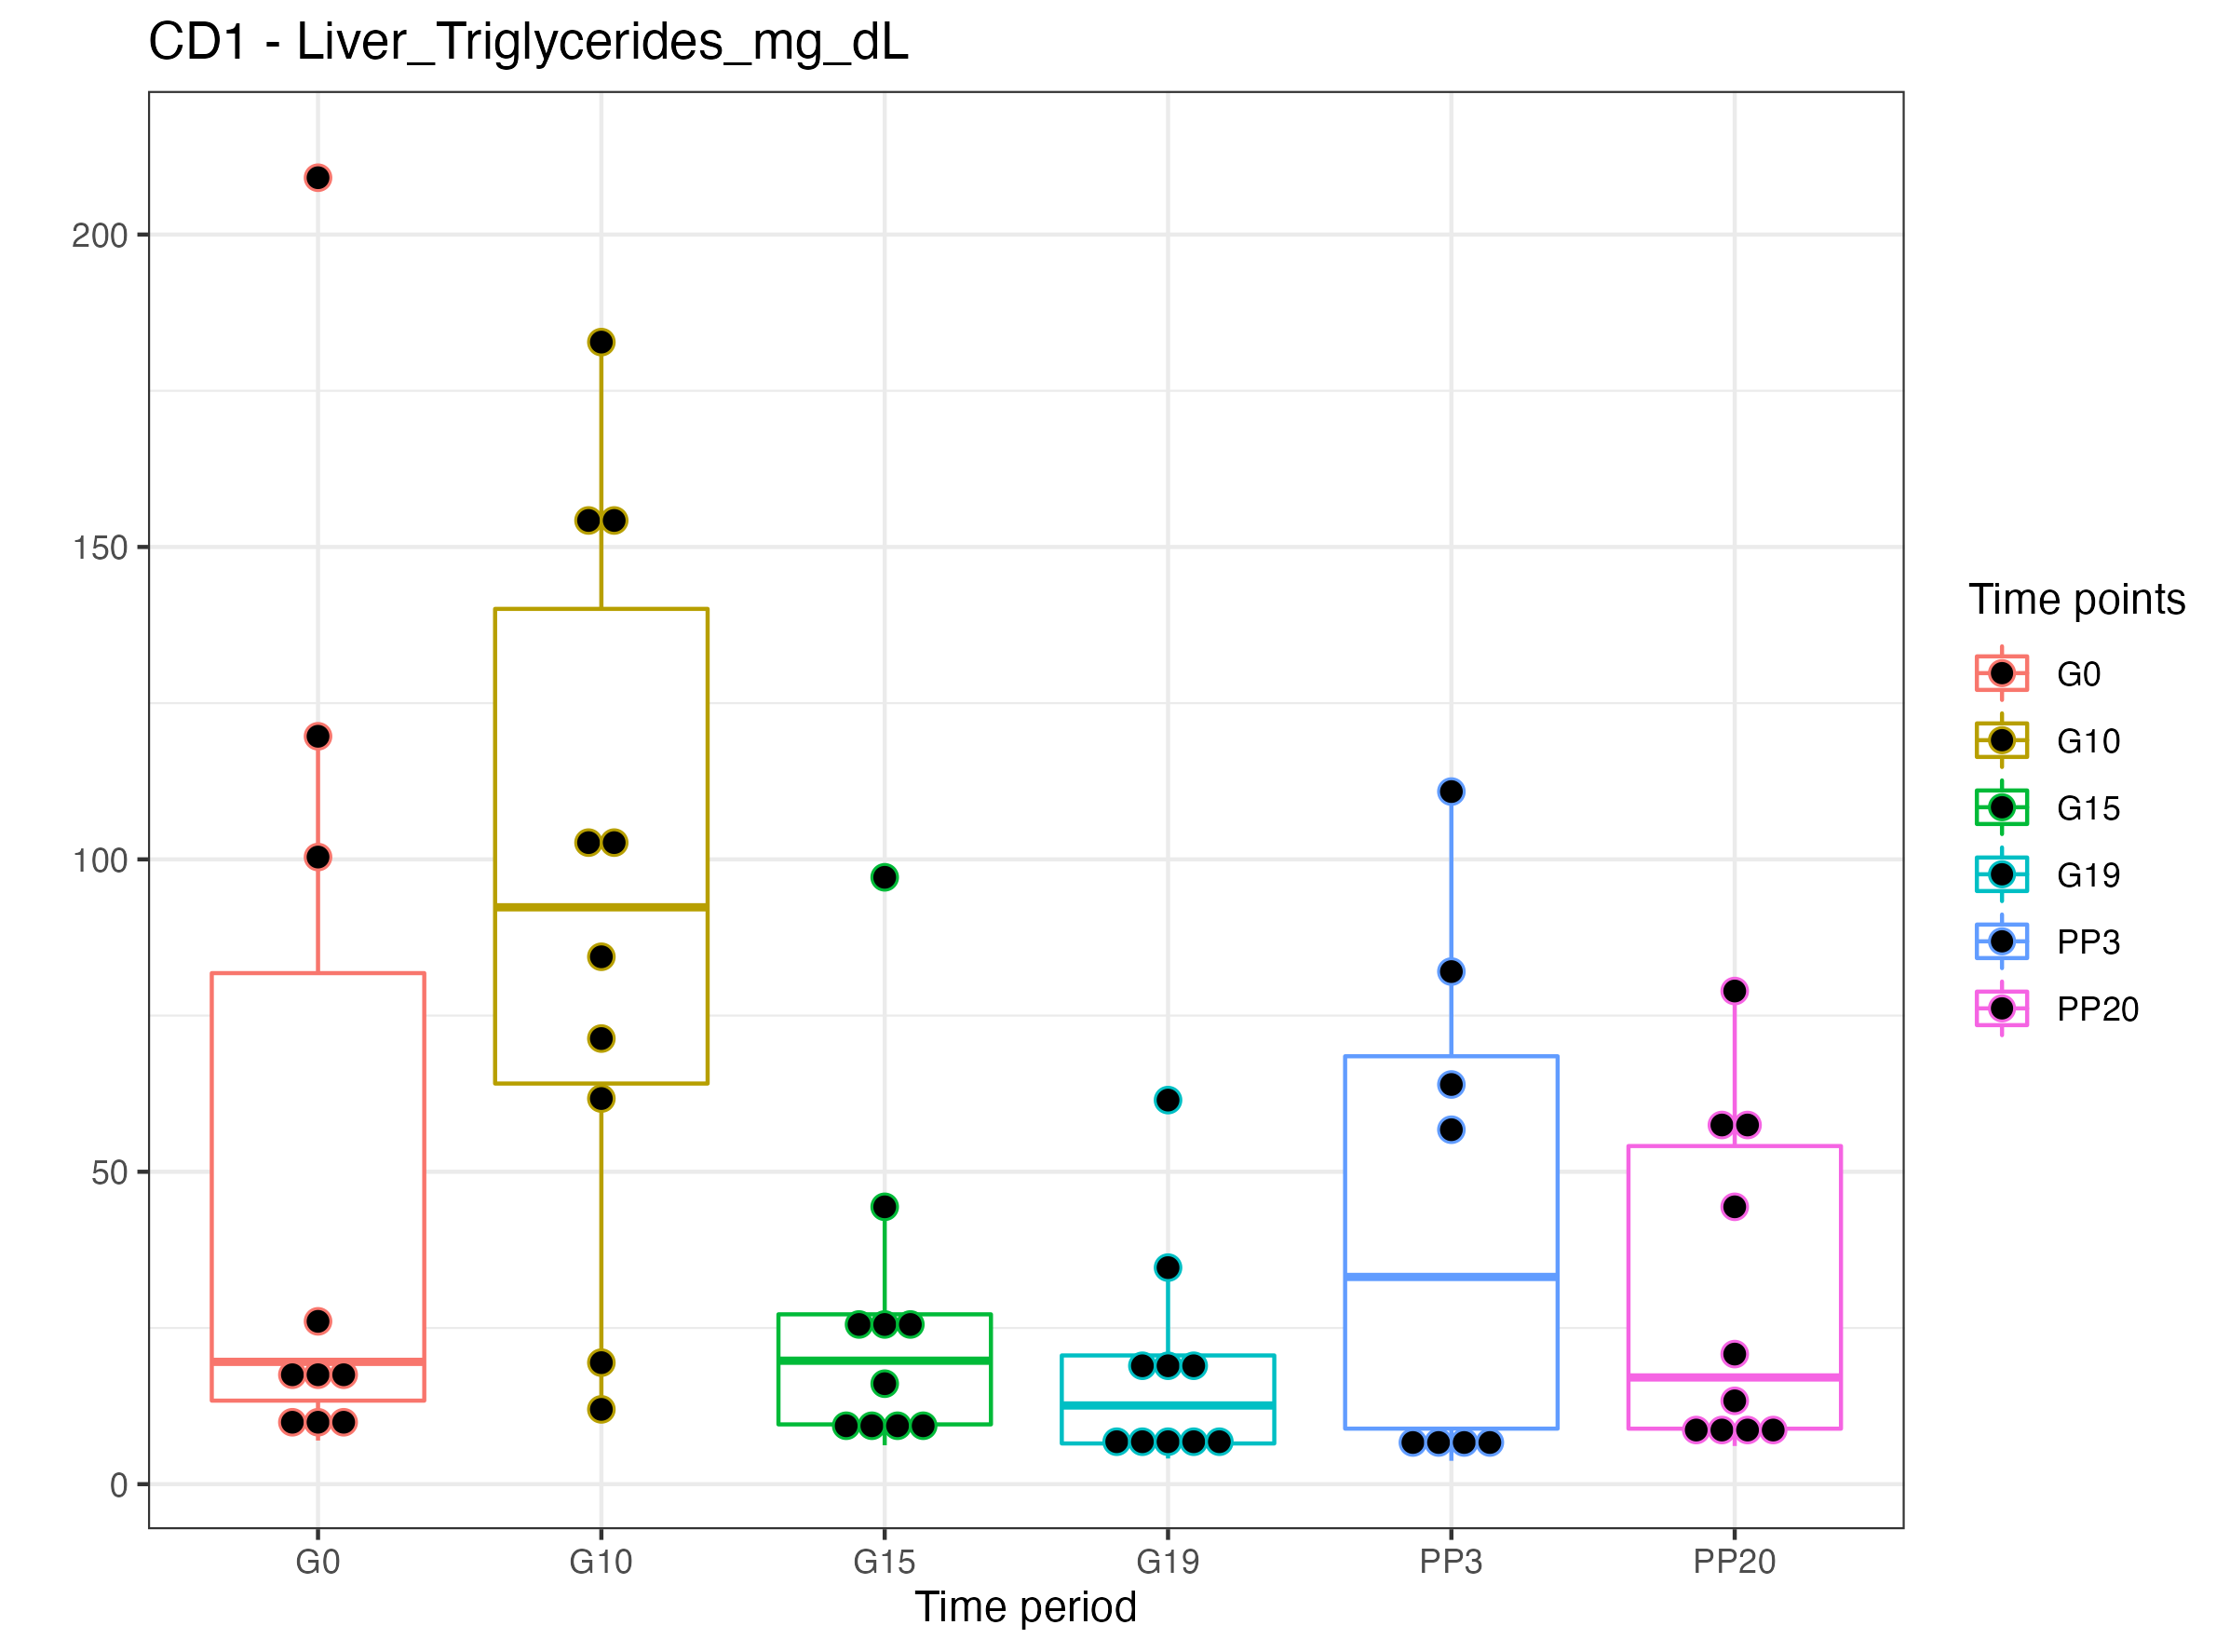 CD1 - Liver_Triglycerides_mg_dL
200
150
100
50
0
G0 G10 G15 G19 PP3 PP20
Time period
Time points
G0
G10
G15
G19
PP3
PP20